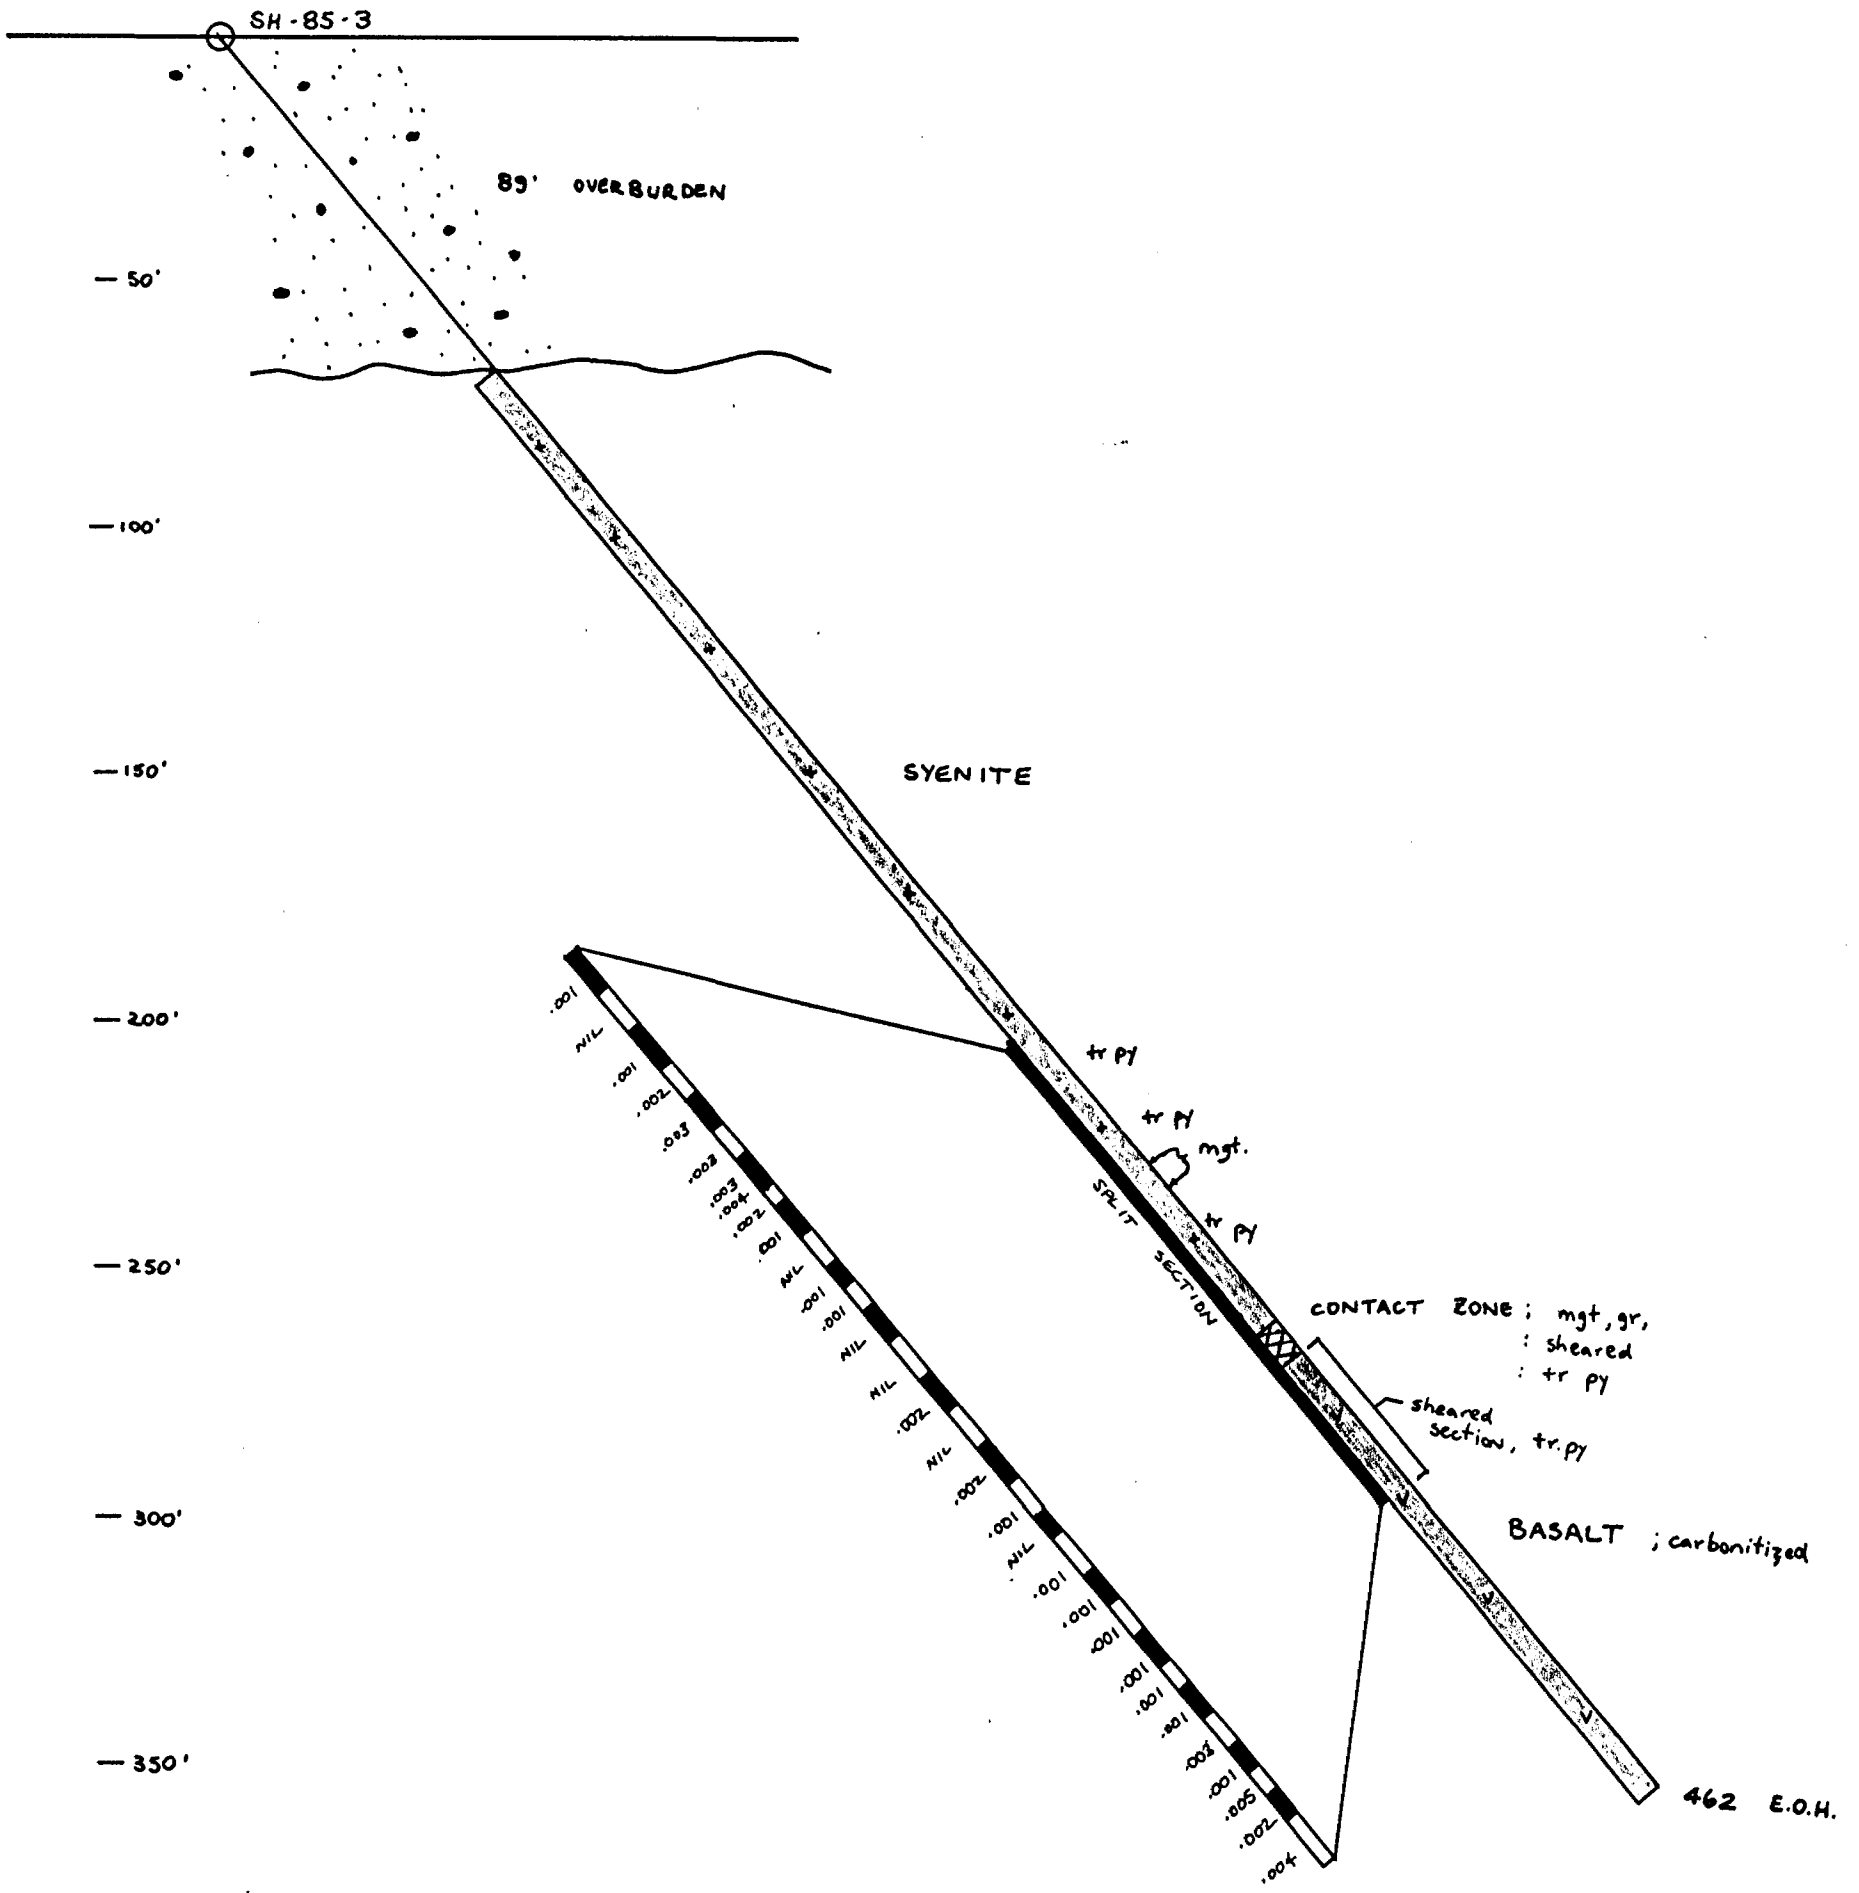 SH-85-3
89' OVERBURDEN
— 50'
— 100'
— 150'
SYENITE
— 200'
tr py
tr py
mgt.
tr py
SPLIT SECTION
— 250'
CONTACT ZONE ; mgt, gr,
: sheared
: tr py
sheared
section, tr. py
— 300'
BASALT ; carbonitized
— 350'
462 E.O.H.
.001
NIL
.001
.002
.003
.003
.004
.002
.001
NIL
.001
.001
NIL
NIL
.002
NIL
.002
.001
NIL
.001
.001
.001
.001
.001
.001
.001
.005
.002
.004